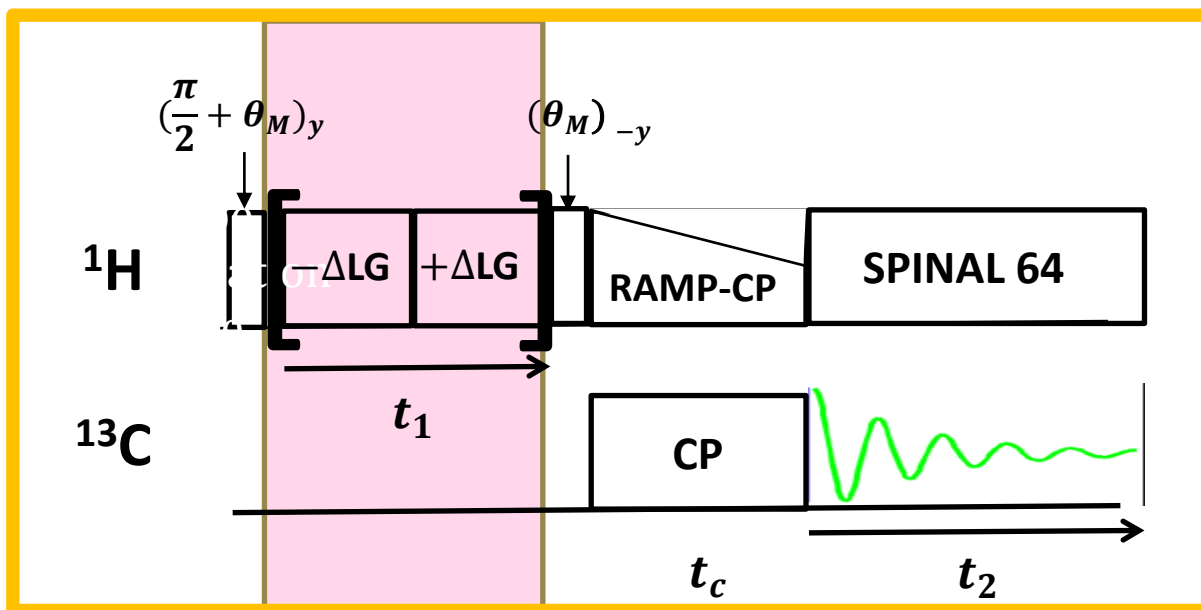 (π/2 + θ_M)_y
(θ_M)_{-y}
¹H
−ΔLG
+ΔLG
RAMP-CP
SPINAL 64
t₁
¹³C
CP
t_c
t₂